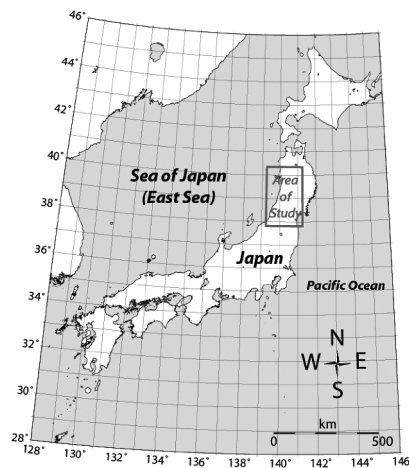 46°
44°
42°
40°
38°
36°
34°
32°
30°
28°
Sea of Japan
(East Sea)
Area
of
Study
Japan
Pacific Ocean
N
W E
S
km
0 500
128° 130° 132° 134° 136° 138° 140° 142° 144° 146°